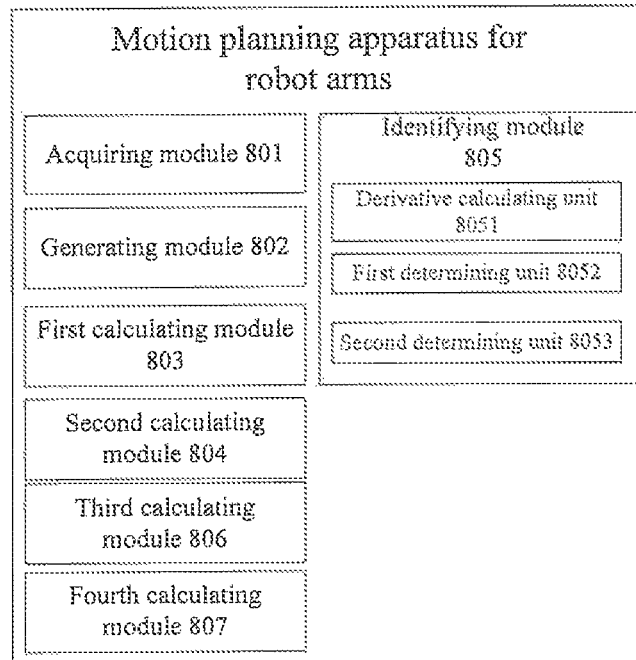 Motion planning apparatus for
robot arms
Acquiring module 801
Generating module 802
First calculating module
803
Second calculating
module 804
Third calculating
module 806
Fourth calculating
module 807
Identifying module
805
Derivative calculating unit
8051
First determining unit 8052
Second determining unit 8053